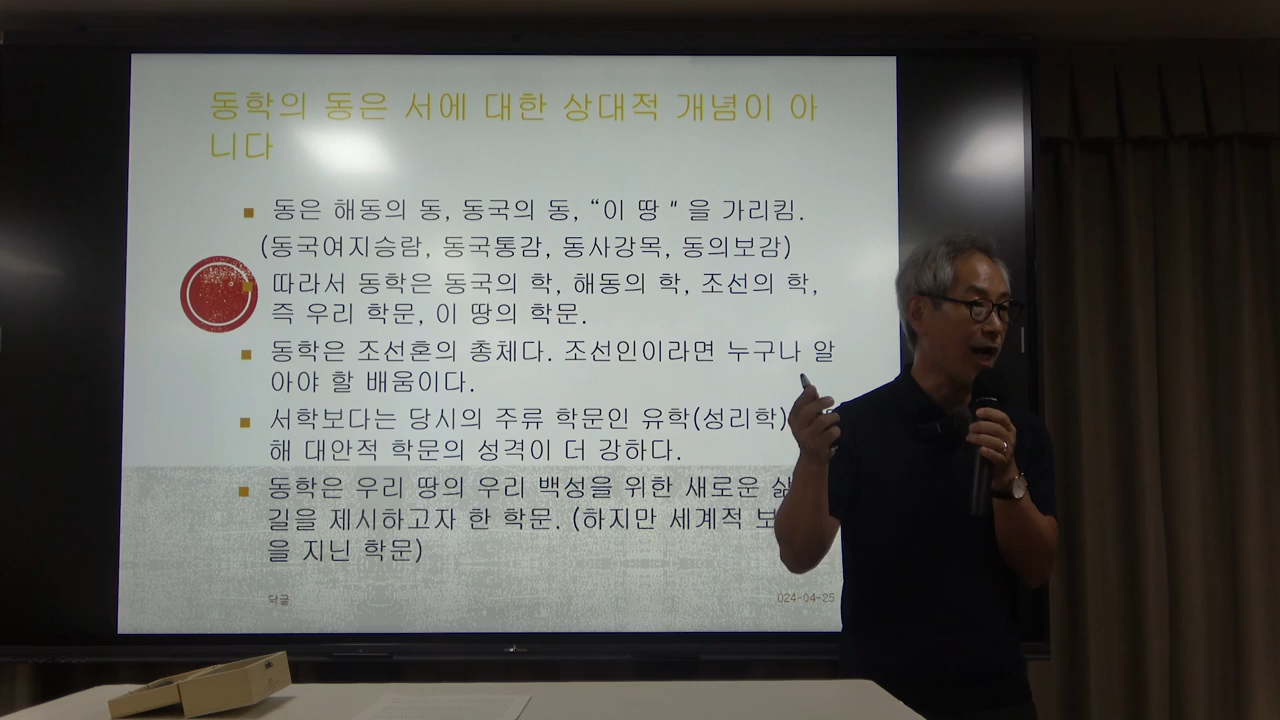 동학의 동은 서에 대한 상대적 개념이 아
니다
동은 해동의 동, 동국의 동, “이 땅 " 을 가리킴.
(동국여지승람, 동국통감, 동사강목, 동의보감)
따라서 동학은 동국의 학, 해동의 학, 조선의 학,
즉 우리 학문, 이 땅의 학문.
동학은 조선혼의 총체다. 조선인이라면 누구나 알
아야 할 배움이다.
서학보다는 당시의 주류 학문인 유학(성리학)
해 대안적 학문의 성격이 더 강하다.
동학은 우리 땅의 우리 백성을 위한 새로운
길을 제시하고자 한 학문. (하지만 세계적
을 지닌 학문)
024-04-25